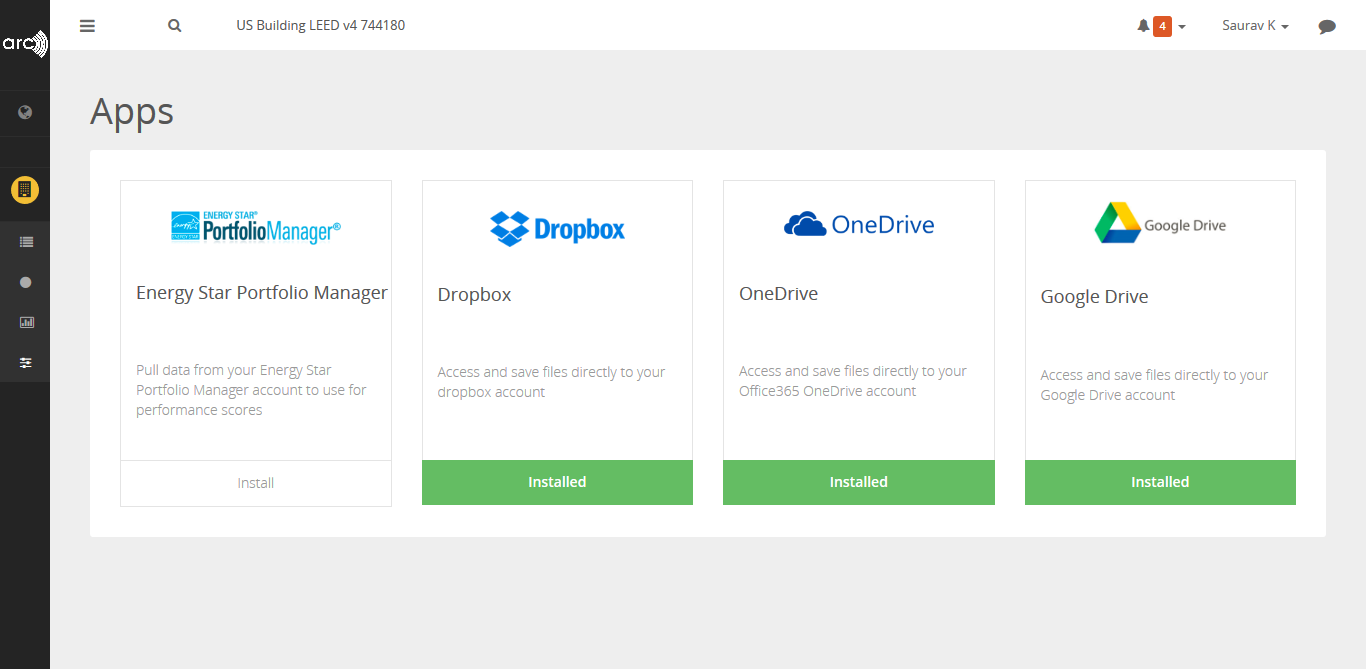 arc
US Building LEED v4 744180
4
Saurav K
Apps
ENERGY STAR®
PortfolioManager®
Energy Star Portfolio Manager
Pull data from your Energy Star
Portfolio Manager account to use for
performance scores
Install
Dropbox
Dropbox
Access and save files directly to your
dropbox account
Installed
OneDrive
OneDrive
Access and save files directly to your
Office365 OneDrive account
Installed
Google Drive
Google Drive
Access and save files directly to your
Google Drive account
Installed